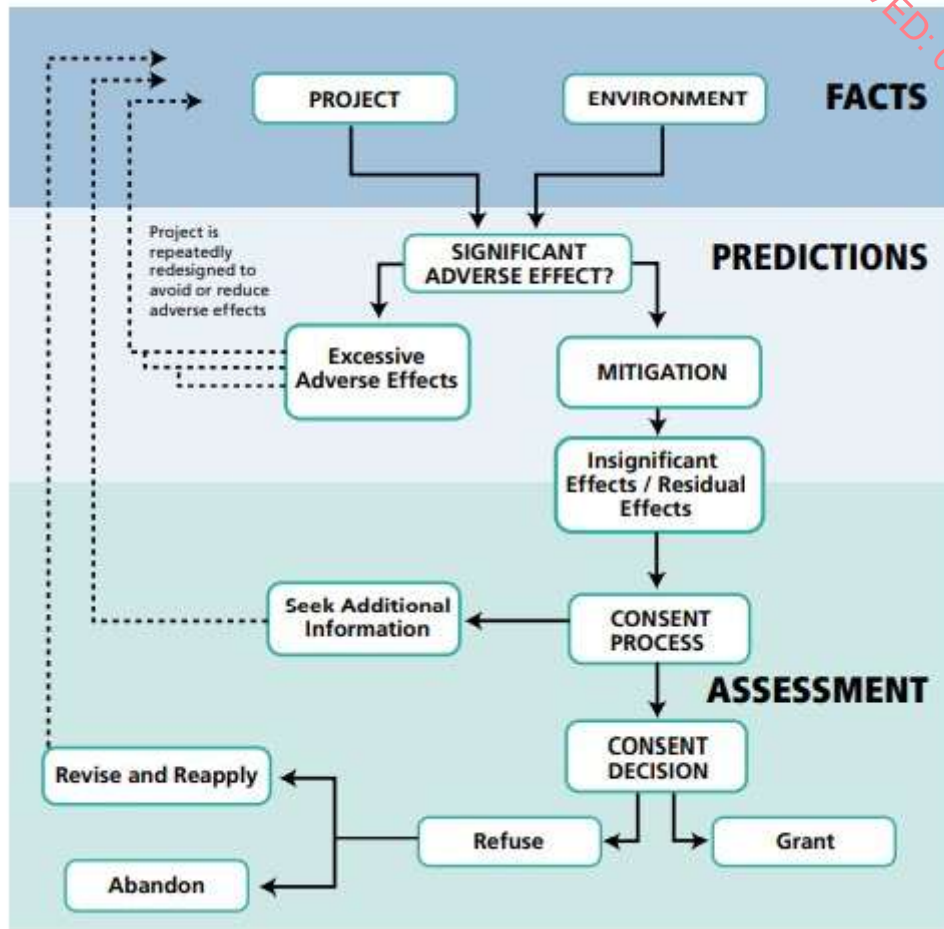 PROJECT
ENVIRONMENT
FACTS
Project is
repeatedly
redesigned to
avoid or reduce
adverse effects
SIGNIFICANT
ADVERSE EFFECT?
PREDICTIONS
Excessive
Adverse Effects
MITIGATION
Insignificant
Effects / Residual
Effects
Seek Additional
Information
CONSENT
PROCESS
ASSESSMENT
CONSENT
DECISION
Revise and Reapply
Refuse
Grant
Abandon